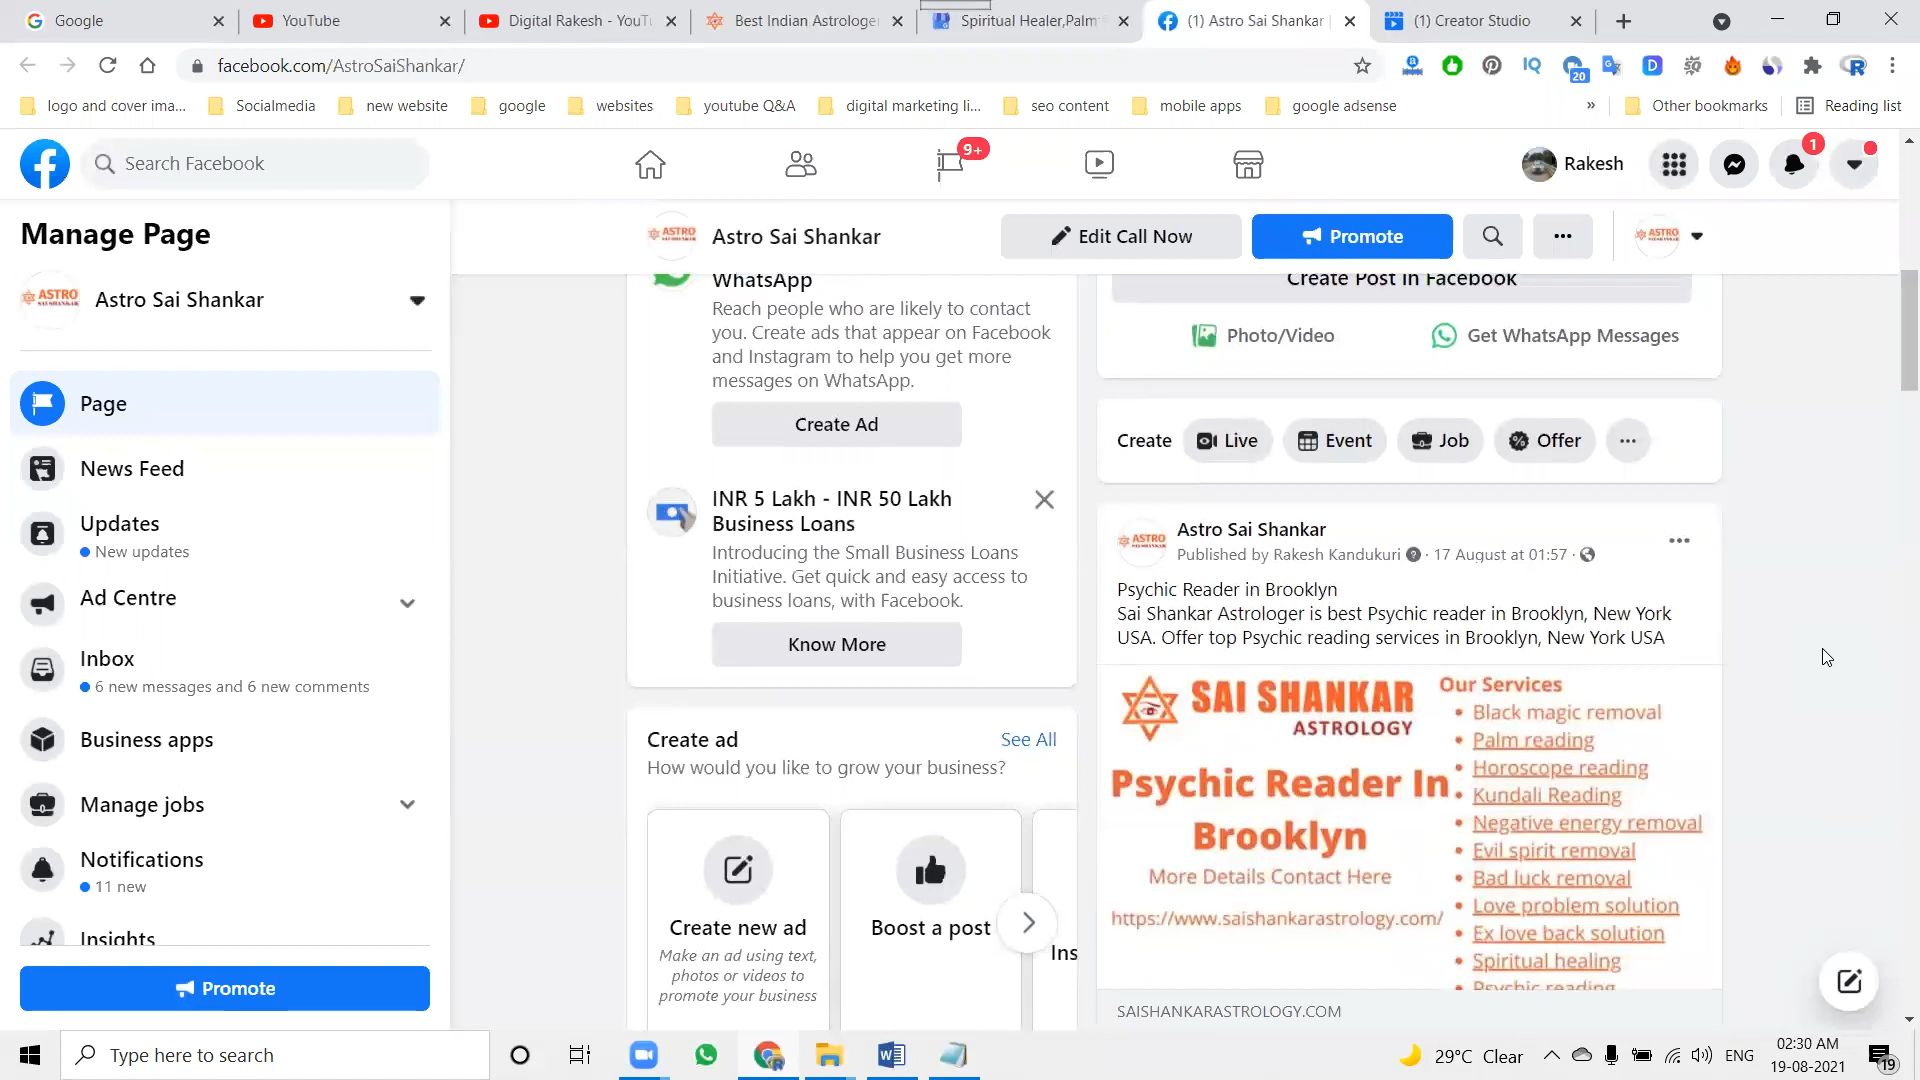 Google
YouTube
Digital Rakesh - YouTu
Best Indian Astrologer
Spiritual Healer,Palm
(1) Astro Sai Shankar
(1) Creator Studio
facebook.com/AstroSaiShankar/
20
logo and cover ima...
Socialmedia
new website
google
websites
youtube Q&A
digital marketing li...
seo content
mobile apps
google adsense
»
Other bookmarks
Reading list
Search Facebook
9+
Rakesh
1
Manage Page
Astro Sai Shankar
Edit Call Now
Promote
Astro Sai Shankar
Page
News Feed
Updates
New updates
Ad Centre
Inbox
6 new messages and 6 new comments
Business apps
Manage jobs
Notifications
11 new
Insights
Promote
WhatsApp
Reach people who are likely to contact
you. Create ads that appear on Facebook
and Instagram to help you get more
messages on WhatsApp.
Create Ad
INR 5 Lakh - INR 50 Lakh
Business Loans
Introducing the Small Business Loans
Initiative. Get quick and easy access to
business loans, with Facebook.
Know More
Create ad
See All
How would you like to grow your business?
Create new ad
Make an ad using text,
photos or videos to
promote your business
Boost a post
Ins
Create Post in Facebook
Photo/Video
Get WhatsApp Messages
Create
Live
Event
Job
Offer
Astro Sai Shankar
Published by Rakesh Kandukuri · 17 August at 01:57 ·
Psychic Reader in Brooklyn
Sai Shankar Astrologer is best Psychic reader in Brooklyn, New York
USA. Offer top Psychic reading services in Brooklyn, New York USA
SAI SHANKAR
ASTROLOGY
Psychic Reader In
Brooklyn
More Details Contact Here
https://www.saishankarastrology.com/
Our Services
Black magic removal
Palm reading
Horoscope reading
Kundali Reading
Negative energy removal
Evil spirit removal
Bad luck removal
Love problem solution
Ex love back solution
Spiritual healing
Psychic reading
SAISHANKARASTROLOGY.COM
Type here to search
29°C Clear
ENG
02:30 AM
19-08-2021
19